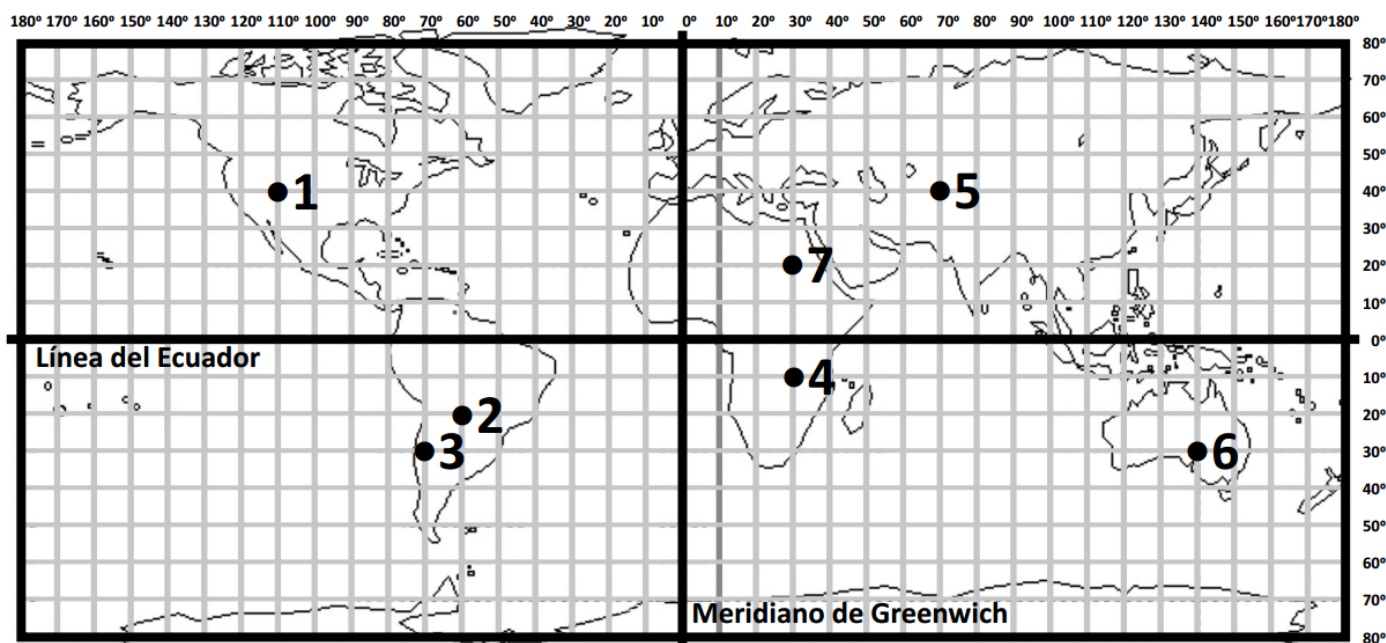 180º 170º 160º 150º 140º 130º 120º 110º 100º 90º 80º 70º 60º 50º 40º 30º 20º 10º 0º 10º 20º 30º 40º 50º 60º 70º 80º 90º 100º 110º 120º 130º 140º 150º 160º 170º 180º
80º
70º
60º
50º
1
5
40º
30º
7
20º
10º
0º
Línea del Ecuador
4
10º
2
20º
3
6
30º
40º
50º
60º
70º
Meridiano de Greenwich
80º